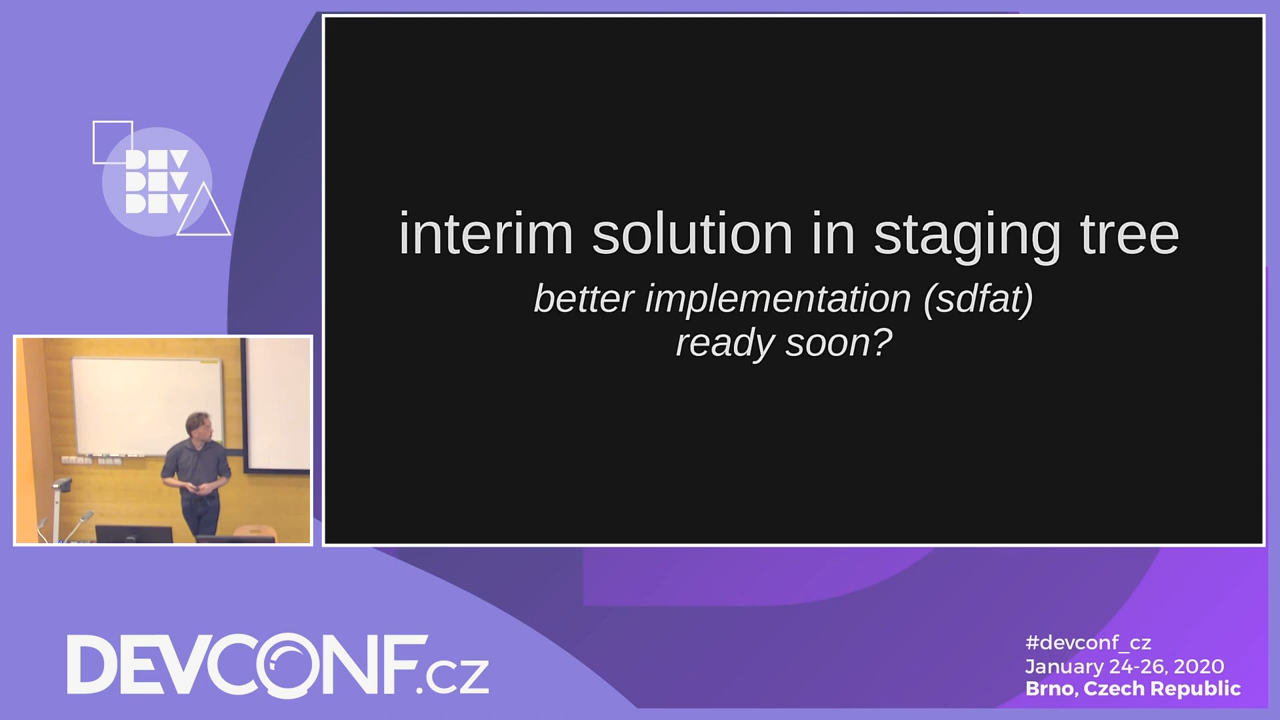 DEV
DEV
DEV
interim solution in staging tree
better implementation (sdfat)
ready soon?
DEVCONF.cz
#devconf_cz
January 24-26, 2020
Brno, Czech Republic